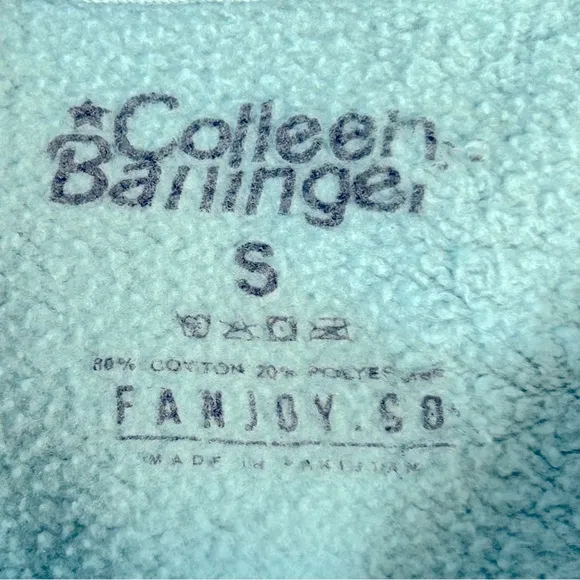 Colleen
Ballinger
S
80% COTTON 20% POLYESTER
FANJOY.CO
MADE IN PAKISTAN